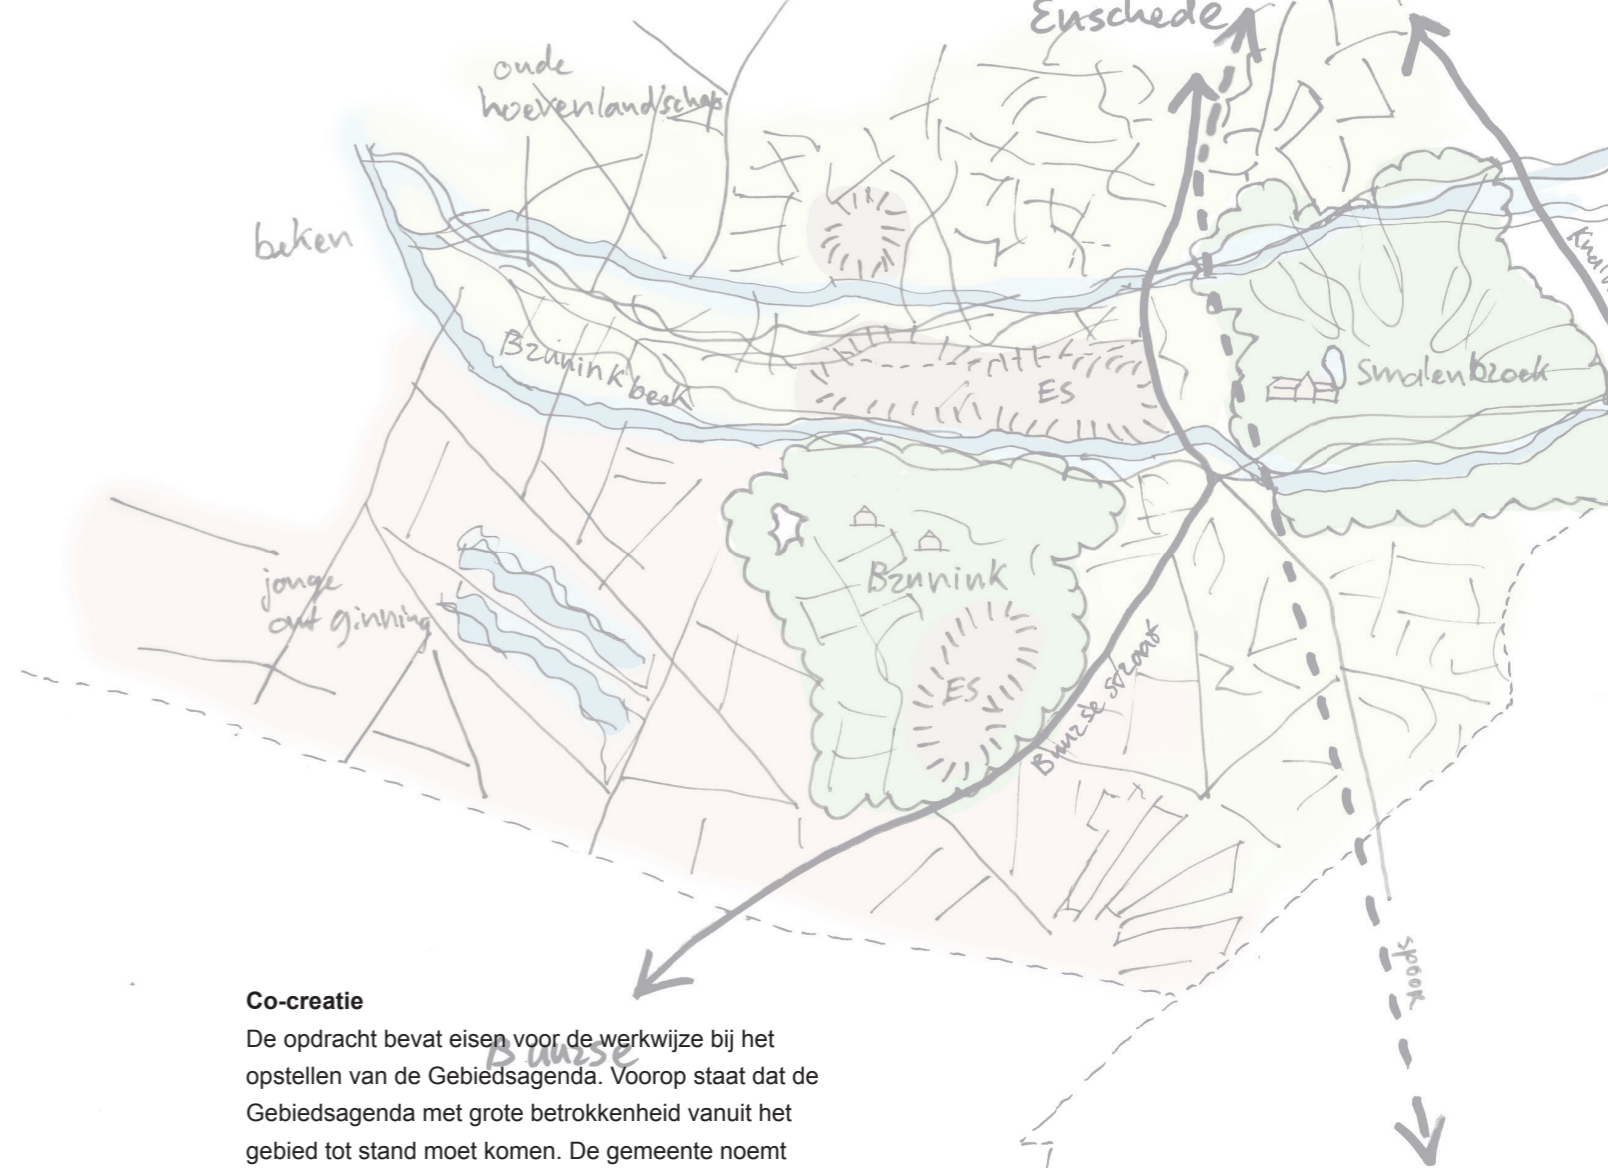 Enschede
oude
hoevenlandschap
beken
Bruninkbeek
ES
Smalenbroek
jonge
ontginning
Brunink
ES
Buurse straat
spoor
Buurse
Co-creatie
De opdracht bevat eisen voor de werkwijze bij het
opstellen van de Gebiedsagenda. Voorop staat dat de
Gebiedsagenda met grote betrokkenheid vanuit het
gebied tot stand moet komen. De gemeente noemt